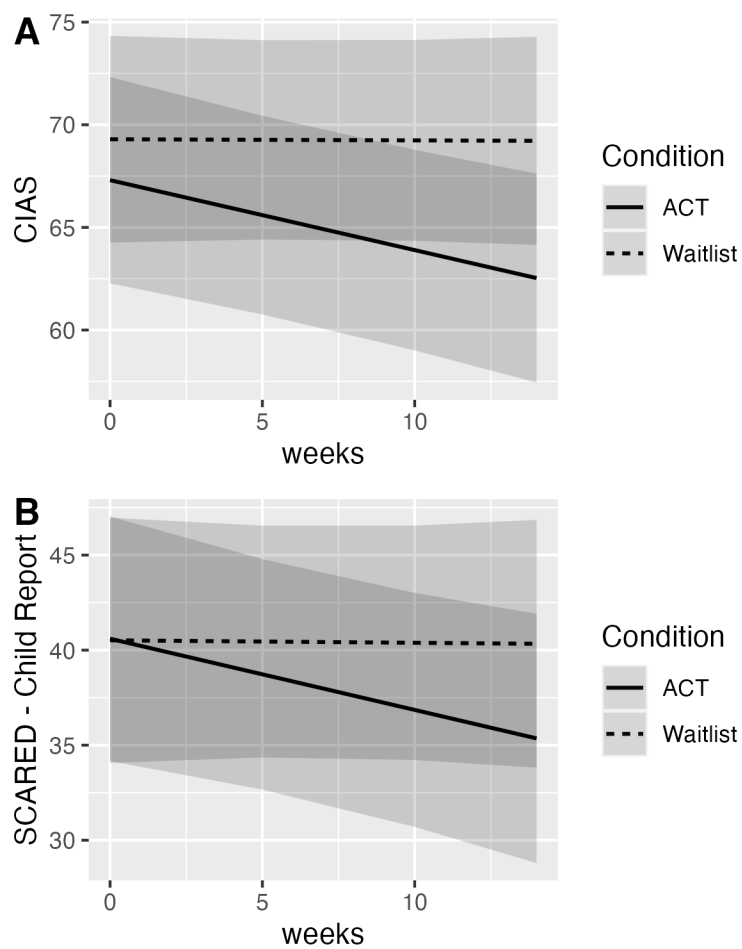 A
75
70
65
60
CIAS
0
5
10
weeks
Condition
ACT
Waitlist
B
45
40
35
30
SCARED - Child Report
0
5
10
weeks
Condition
ACT
Waitlist